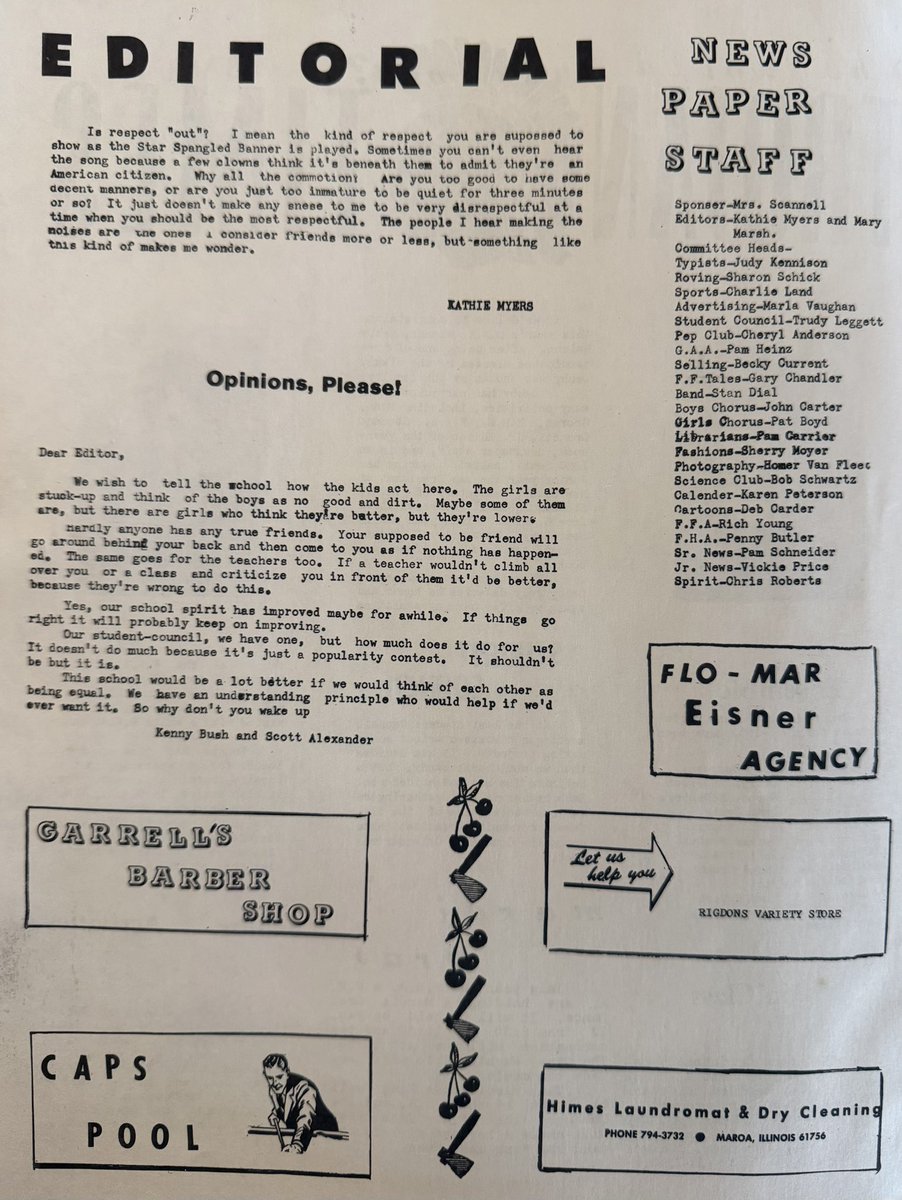 EDITORIAL
Is respect "out"? I mean the kind of respect you are supossed to
show as the Star Spangled Banner is played. Sometimes you can't even hear
the song because a few clowns think it's beneath them to admit they're an
American citizen. Why all the commotion? Are you too good to have some
decent manners, or are you just too immature to be quiet for three minutes
or so? It just doesn't make any snese to me to be very disrespectful at a
time when you should be the most respectful. The people I hear making the
noises are the ones I consider friends more or less, but something like
this kind of makes me wonder.
KATHIE MYERS
Opinions, Please!
Dear Editor,
We wish to tell the school how the kids act here. The girls are
stuck-up and think of the boys as no good and dirt. Maybe some of them
are, but there are girls who think they're better, but they're lower.
Hardly anyone has any true friends. Your supposed to be friend will
go around behing your back and then come to you as if nothing has happen-
ed. The same goes for the teachers too. If a teacher wouldn't climb all
over you or a class and criticize you in front of them it'd be better,
because they're wrong to do this.
Yes, our school spirit has improved maybe for awhile. If things go
right it will probably keep on improving.
Our student-council, we have one, but how much does it do for us?
It doesn't do much because it's just a popularity contest. It shouldn't
be but it is.
This school would be a lot better if we would think of each other as
being equal. We have an understanding principle who would help if we'd
ever want it. So why don't you wake up
Kenny Bush and Scott Alexander
NEWS
PAPER
STAFF
Sponser-Mrs. Scannell
Editors-Kathie Myers and Mary
Marsh.
Committee Heads-
Typists-Judy Kennison
Roving-Sharon Schick
Sports-Charlie Land
Advertising-Marla Vaughan
Student Council-Trudy Leggett
Pep Club-Cheryl Anderson
G.A.A.-Pam Heinz
Selling-Becky Current
F.F.Tales-Gary Chandler
Band-Stan Dial
Boys Chorus-John Carter
Girls Chorus-Pat Boyd
Librarians-Pam Carrier
Fashions-Sherry Moyer
Photography-Homer Van Fleet
Science Club-Bob Schwartz
Calender-Karen Peterson
Cartoons-Deb Carder
F.F.A-Rich Young
F.H.A.-Penny Butler
Sr. News-Pam Schneider
Jr. News-Vickie Price
Spirit-Chris Roberts
FLO - MAR
Eisner
AGENCY
GARRELL'S
BARBER
SHOP
Let us
help you
RIGDONS VARIETY STORE
CAPS
POOL
Himes Laundromat & Dry Cleaning
PHONE 794-3732 ● MAROA, ILLINOIS 61756